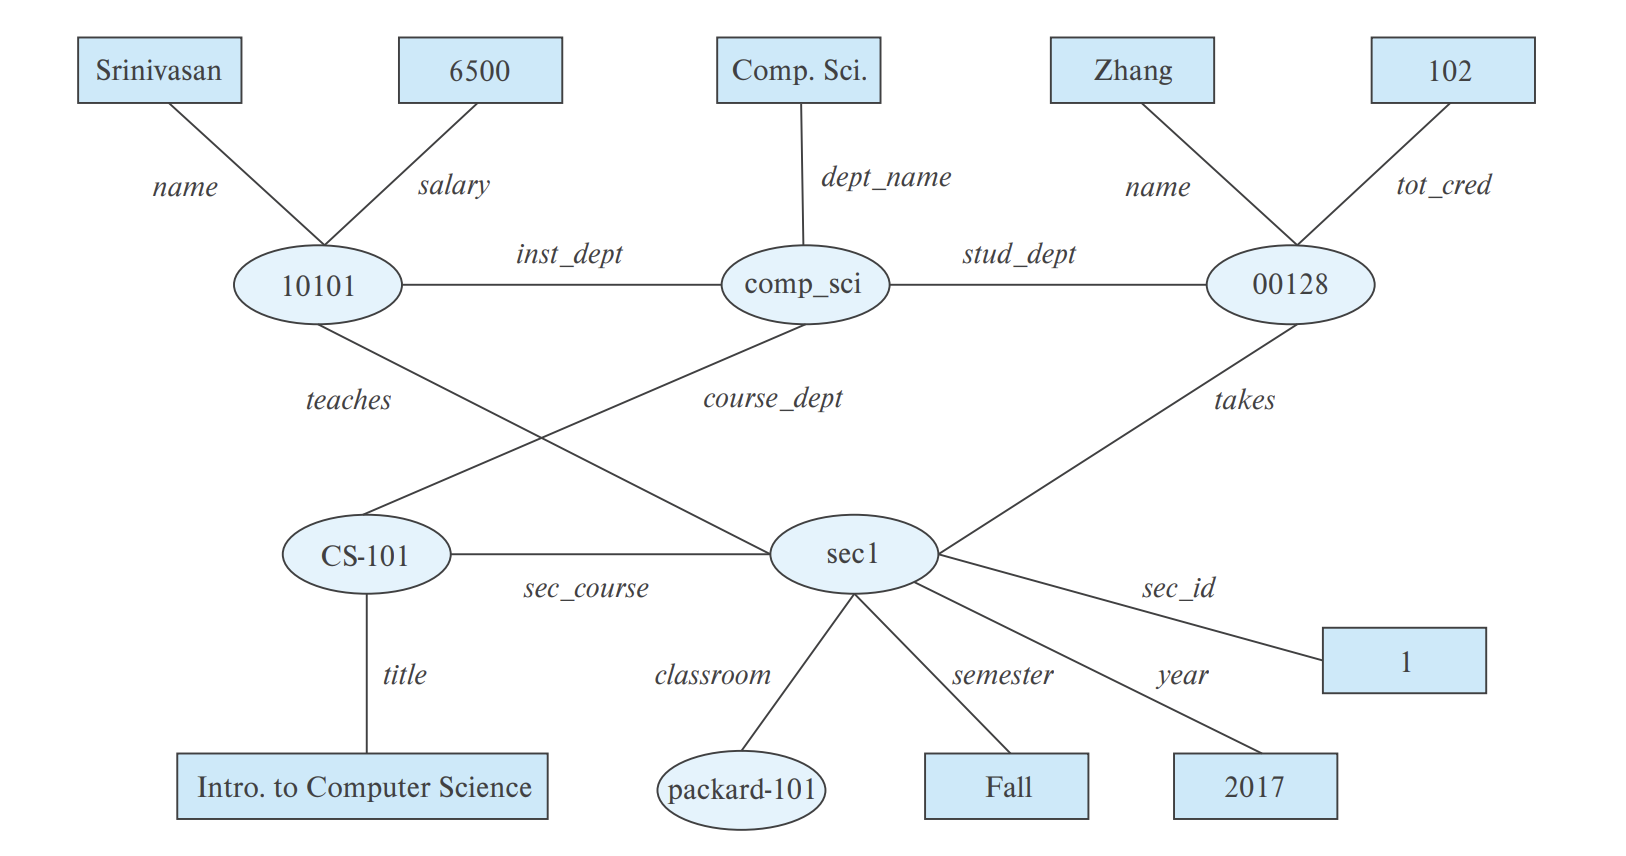 Srinivasan
6500
Comp. Sci.
Zhang
102
name
salary
dept_name
name
tot_cred
inst_dept
stud_dept
10101
comp_sci
00128
teaches
course_dept
takes
CS-101
sec1
sec_course
sec_id
1
title
classroom
semester
year
Intro. to Computer Science
packard-101
Fall
2017